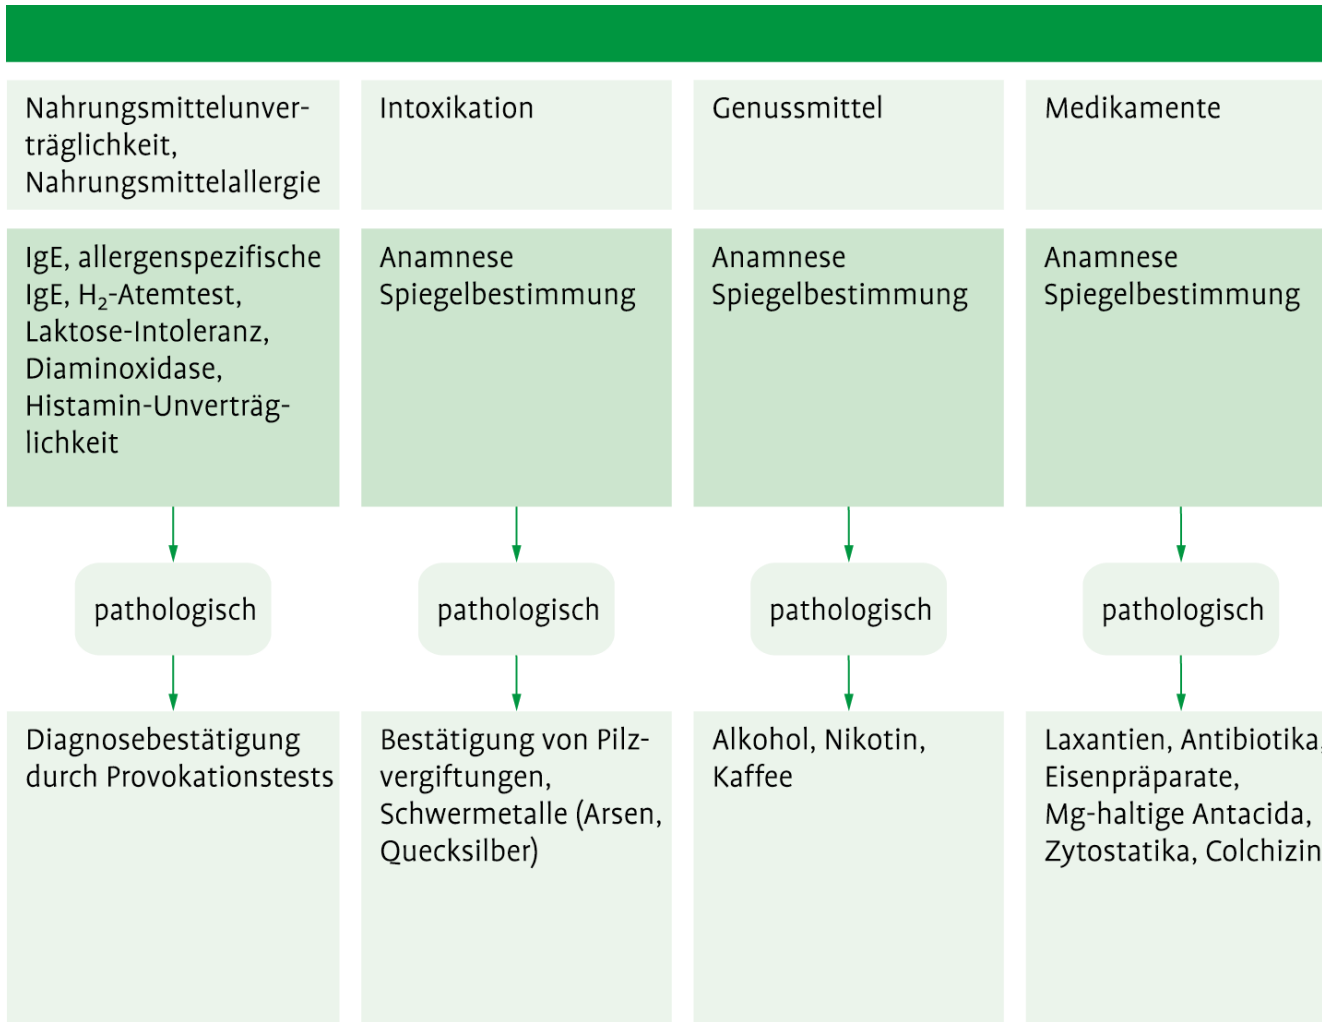 Nahrungsmittelunver-
träglichkeit,
Nahrungsmittelallergie
Intoxikation
Genussmittel
Medikamente
IgE, allergenspezifische
IgE, H₂-Atemtest,
Laktose-Intoleranz,
Diaminoxidase,
Histamin-Unverträg-
lichkeit
Anamnese
Spiegelbestimmung
Anamnese
Spiegelbestimmung
Anamnese
Spiegelbestimmung
pathologisch
pathologisch
pathologisch
pathologisch
Diagnosebestätigung
durch Provokationstests
Bestätigung von Pilz-
vergiftungen,
Schwermetalle (Arsen,
Quecksilber)
Alkohol, Nikotin,
Kaffee
Laxantien, Antibiotika,
Eisenpräparate,
Mg-haltige Antacida,
Zytostatika, Colchizin